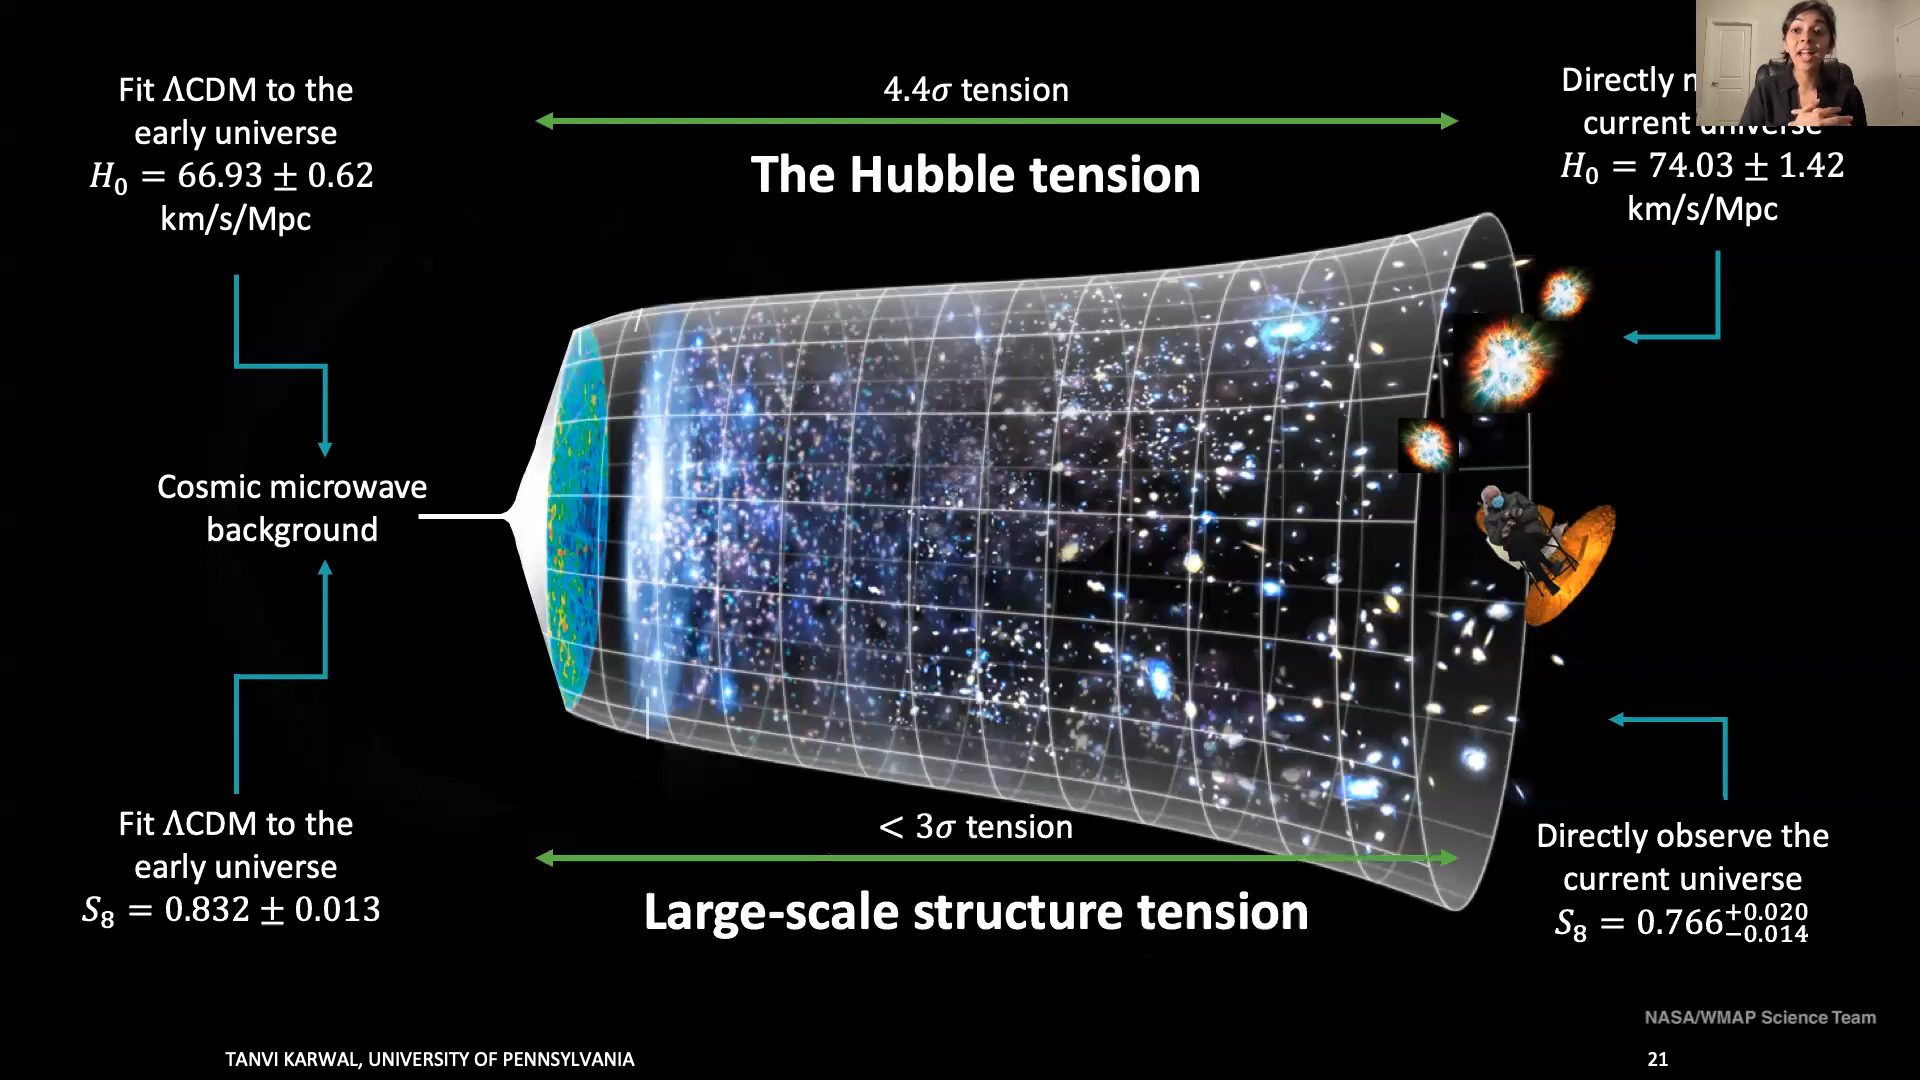 Fit ΛCDM to the
early universe
H₀ = 66.93 ± 0.62
km/s/Mpc
4.4σ tension
The Hubble tension
Directly
current universe
H₀ = 74.03 ± 1.42
km/s/Mpc
Cosmic microwave
background
Fit ΛCDM to the
early universe
S₈ = 0.832 ± 0.013
< 3σ tension
Large-scale structure tension
Directly observe the
current universe
S₈ = 0.766 +0.020 −0.014
NASA/WMAP Science Team
TANVI KARWAL, UNIVERSITY OF PENNSYLVANIA
21